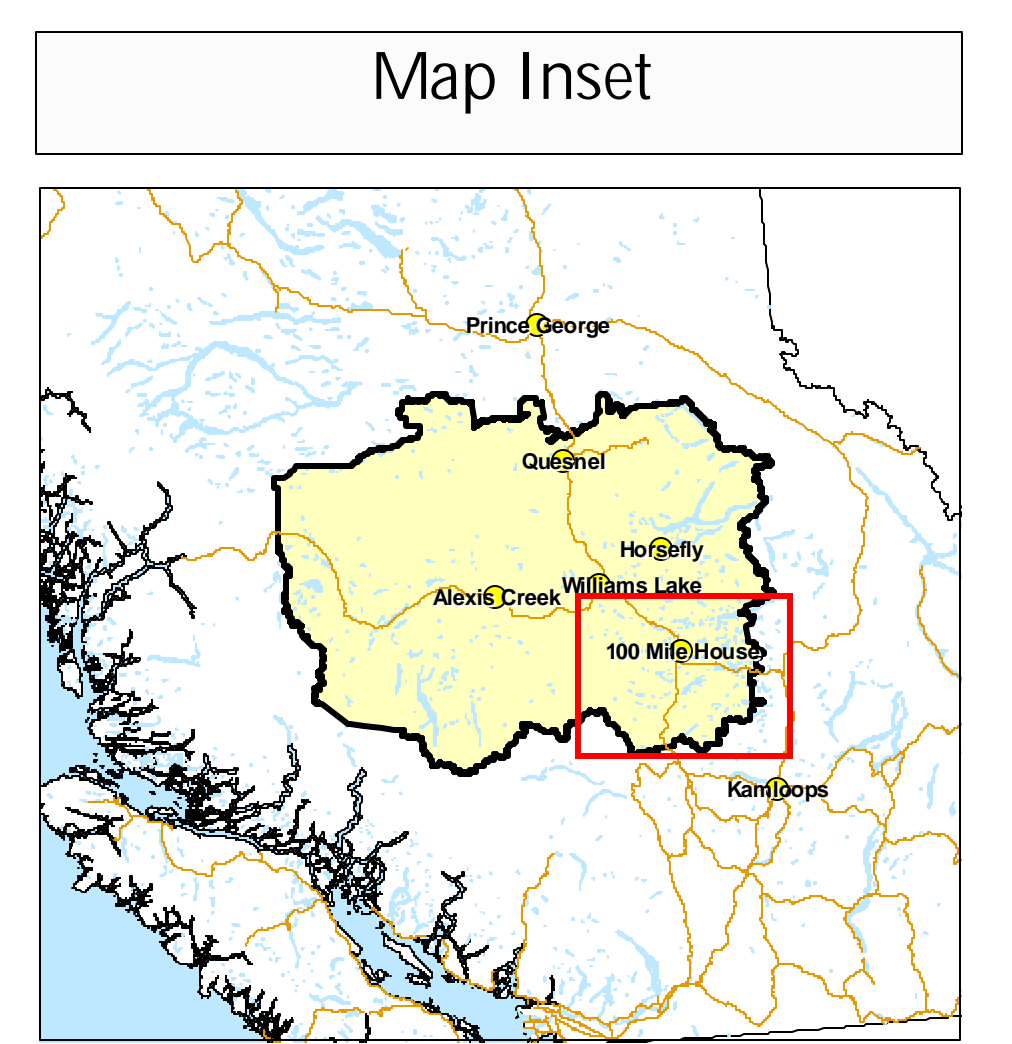 Map Inset
Prince George
Quesnel
Horsefly
Williams Lake
Alexis Creek
100 Mile House
Kamloops